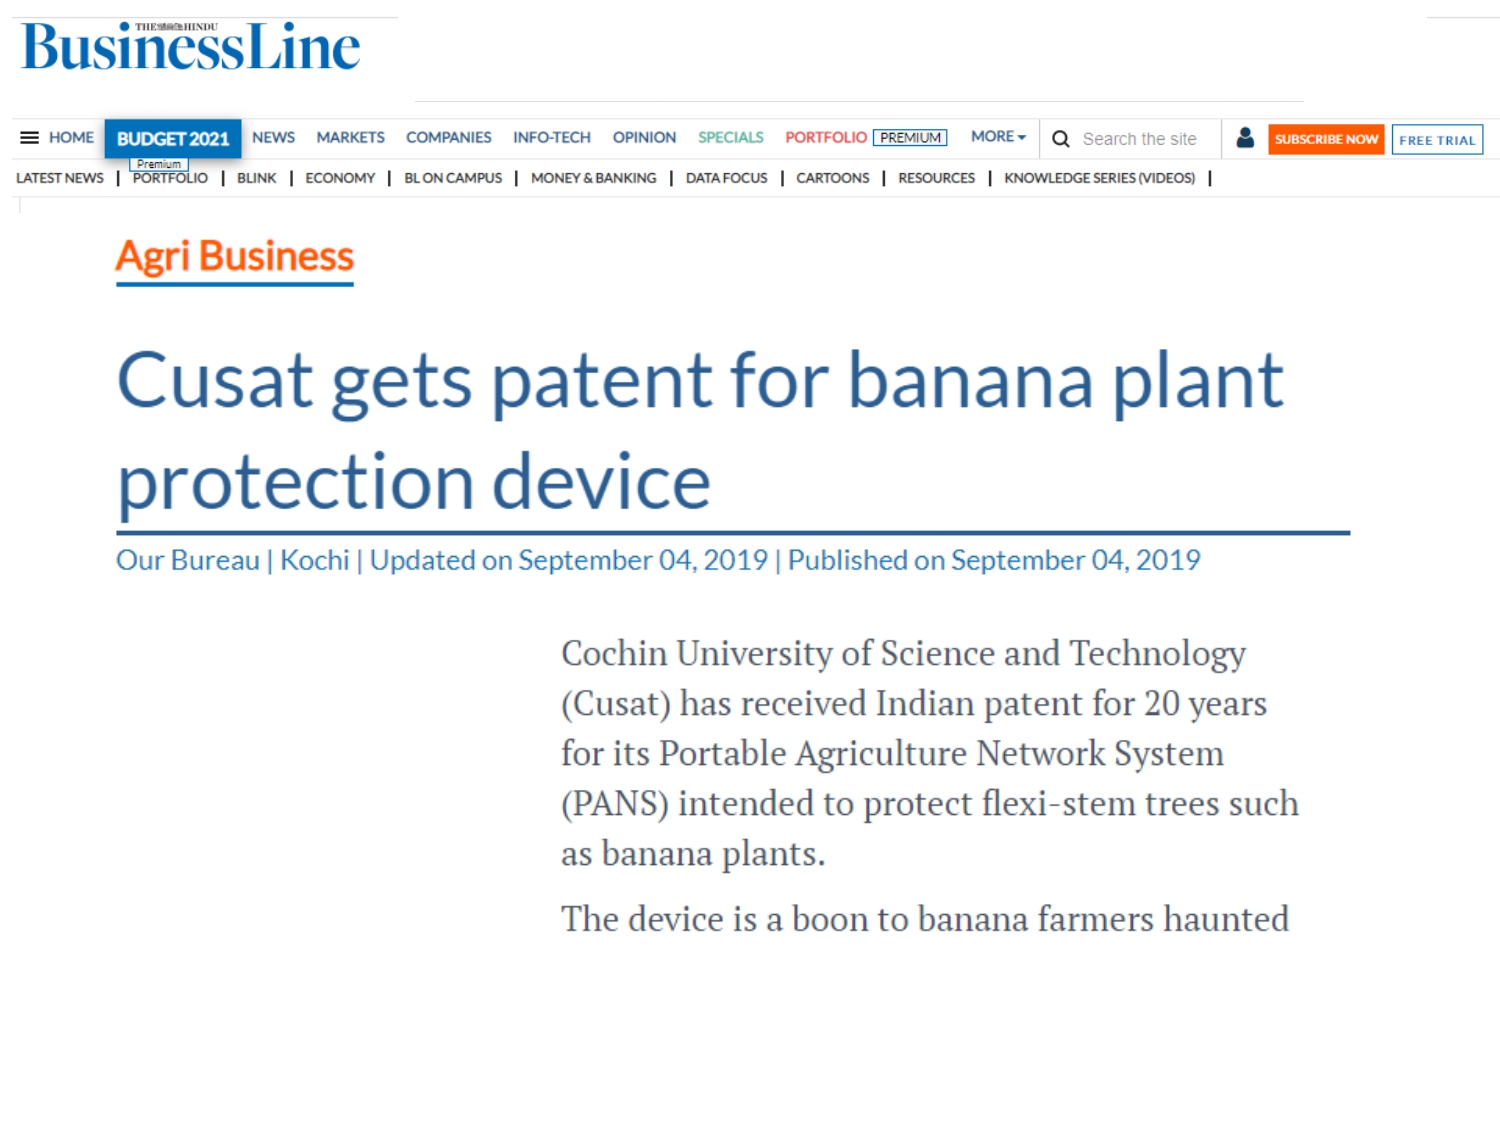 THE HINDU
BusinessLine
HOME BUDGET 2021 NEWS MARKETS COMPANIES INFO-TECH OPINION SPECIALS PORTFOLIO PREMIUM MORE Search the site SUBSCRIBE NOW FREE TRIAL
Premium
LATEST NEWS | PORTFOLIO | BLINK | ECONOMY | BL ON CAMPUS | MONEY & BANKING | DATA FOCUS | CARTOONS | RESOURCES | KNOWLEDGE SERIES (VIDEOS) |
Agri Business
Cusat gets patent for banana plant
protection device
Our Bureau | Kochi | Updated on September 04, 2019 | Published on September 04, 2019
Cochin University of Science and Technology
(Cusat) has received Indian patent for 20 years
for its Portable Agriculture Network System
(PANS) intended to protect flexi-stem trees such
as banana plants.
The device is a boon to banana farmers haunted